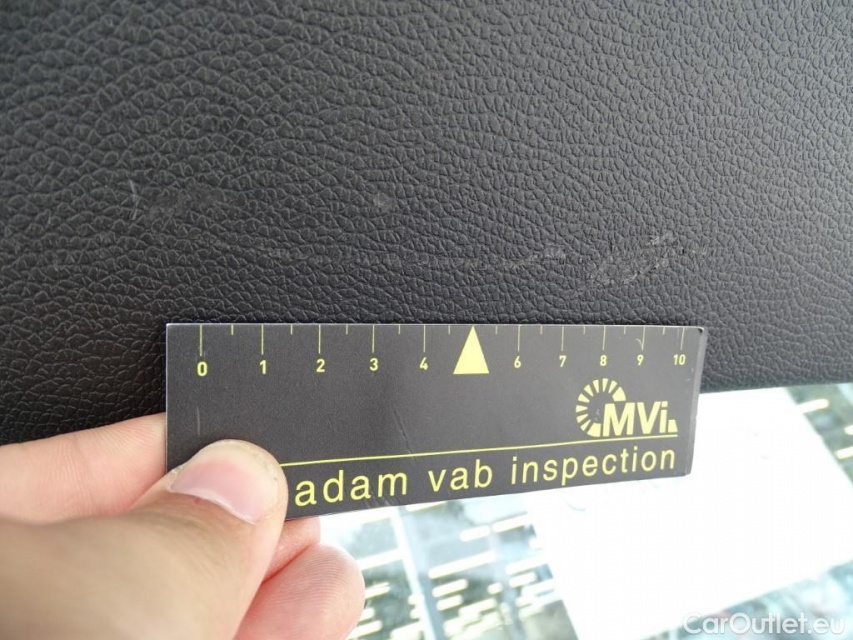 0 1 2 3 4 6 7 8 9 10
MVi.
adam vab inspection
CarOutlet.eu